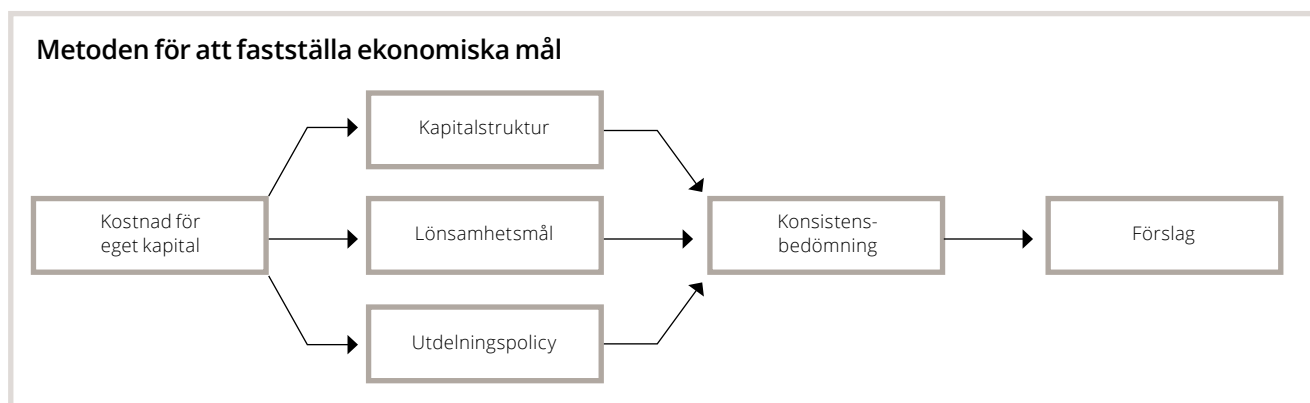 Metoden för att fastställa ekonomiska mål
Kapitalstruktur
Kostnad för
eget kapital
Lönsamhetsmål
Konsistens-
bedömning
Förslag
Utdelningspolicy